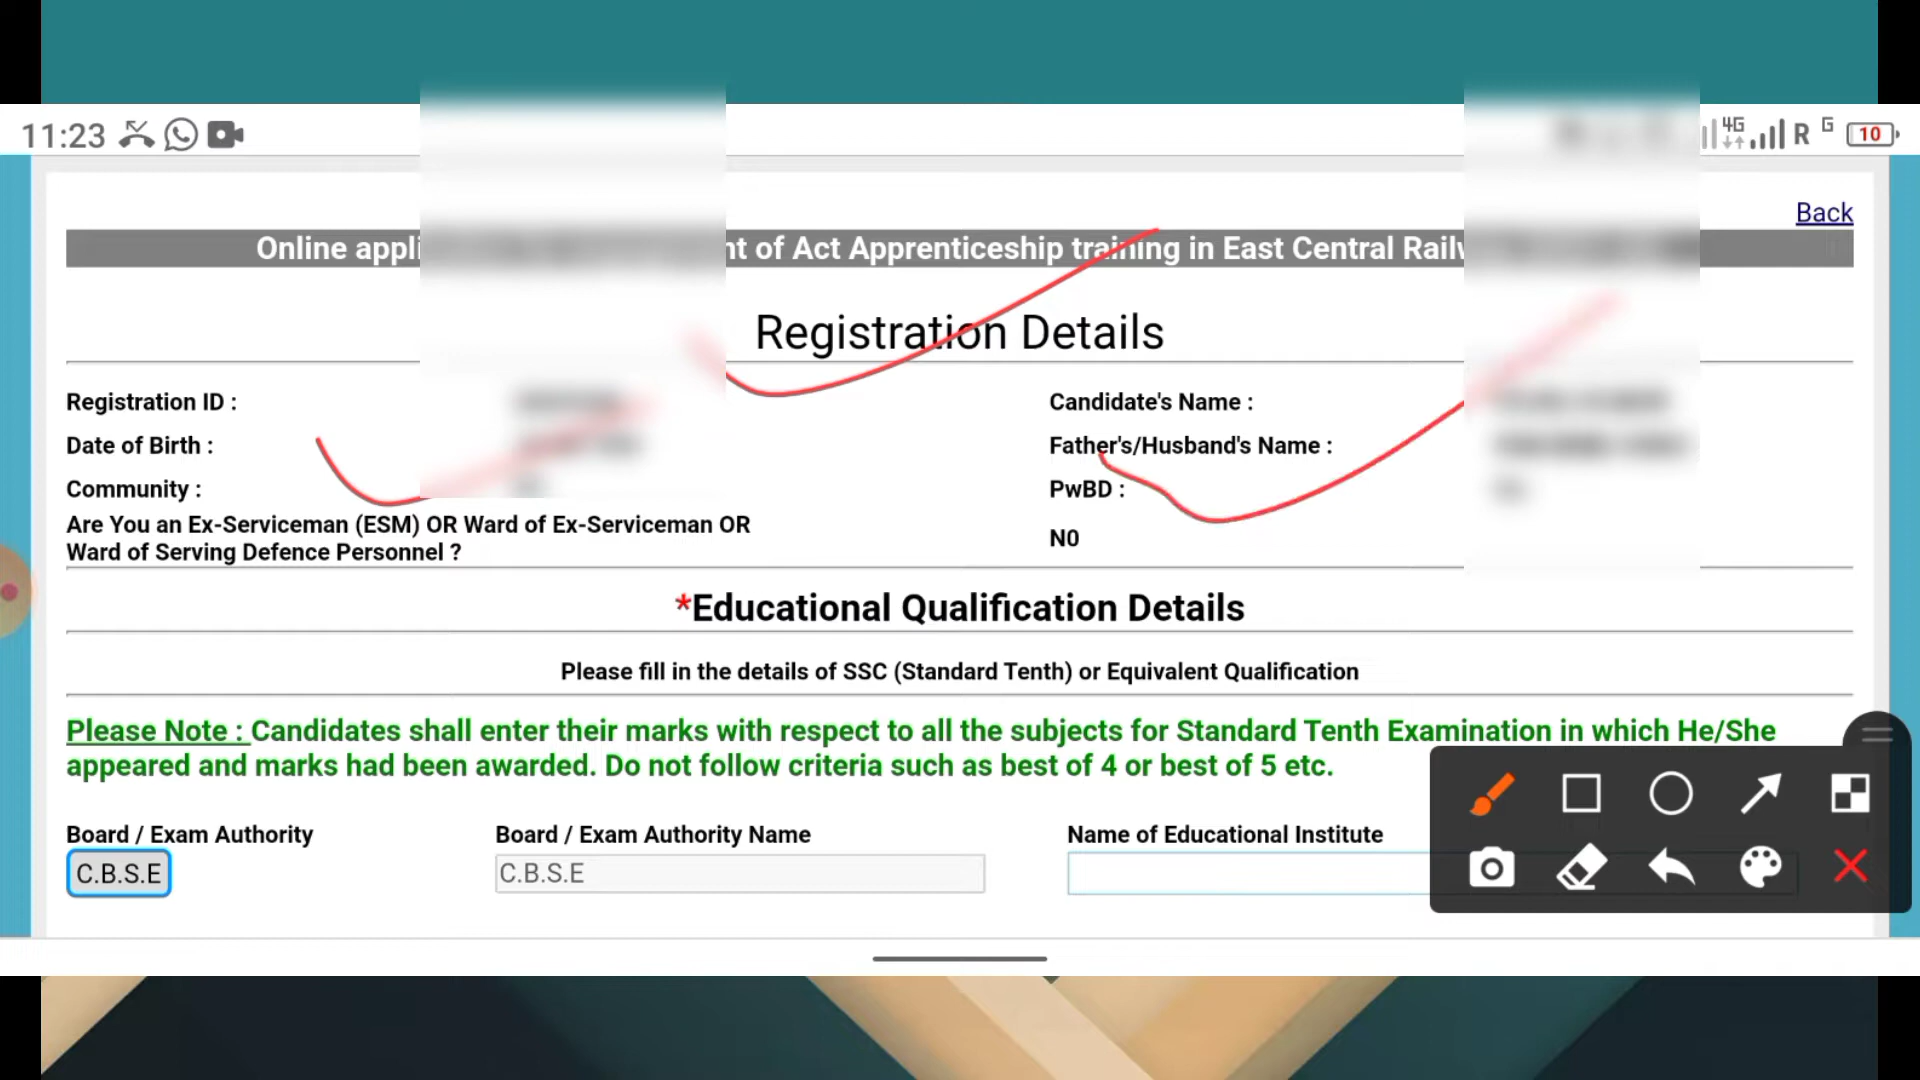 11:23 4G R G 10
Back
Online appli nt of Act Apprenticeship training in East Central Railw
Registration Details
Registration ID : Candidate's Name :
Date of Birth : Father's/Husband's Name :
Community : PwBD :
Are You an Ex-Serviceman (ESM) OR Ward of Ex-Serviceman OR
Ward of Serving Defence Personnel ? N0
*Educational Qualification Details
Please fill in the details of SSC (Standard Tenth) or Equivalent Qualification
Please Note : Candidates shall enter their marks with respect to all the subjects for Standard Tenth Examination in which He/She
appeared and marks had been awarded. Do not follow criteria such as best of 4 or best of 5 etc.
Board / Exam Authority Board / Exam Authority Name Name of Educational Institute
C.B.S.E C.B.S.E